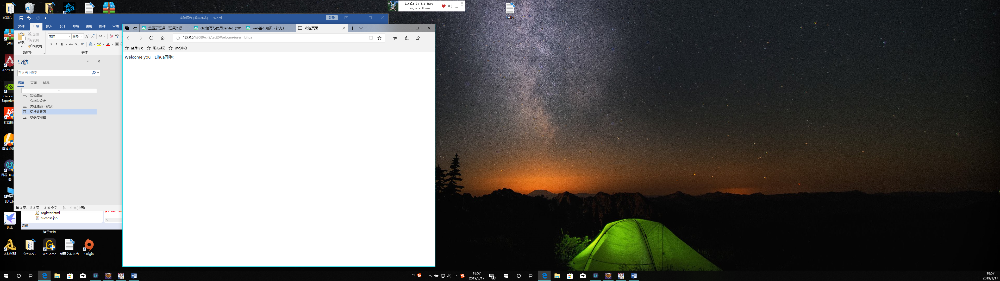 实验7、
Little Do You Know
Campsite Dream
hello
实验报告 [兼容模式] - Word
登录
文件 开始 插入 设计 布局 引用 邮件 审阅
蓝墨云班课 - 班课资源
ch2编写与使用Servlet（201
web基本知识（补充）
欢迎页面
宋体 四号
粘贴
剪切
复制
格式刷
剪贴板
字体
127.0.0.1:8080/ch2/test2/Welcome?user='Lihua
蓝月传奇 屠龙战记 游戏中心
Welcome you ‘Lihua同学:
导航
在文档中搜索
标题 页面 结果
一、 实验题目
二、 分析与设计
三、 关键源码（部分）
四、 运行效果图
五、 收获与问题
好压
Apex 英
GeForc
Experien
驱动精
雷神加速
网易UU加
器
此电脑
第 3 页，共 3 页 316 个字 中文(中国)
register.html
success.jsp
完成
迅雷
演示大师
多益战盟
杂七杂八
WeGame
新建文本文档
Origin
CH
中
18:57
2019/3/17
3
18:57
2019/3/17